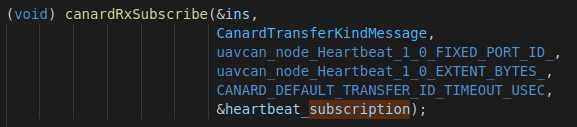 (void) canardRxSubscribe(&ins,
CanardTransferKindMessage,
uavcan_node_Heartbeat_1_0_FIXED_PORT_ID_,
uavcan_node_Heartbeat_1_0_EXTENT_BYTES_,
CANARD_DEFAULT_TRANSFER_ID_TIMEOUT_USEC,
&heartbeat_subscription);